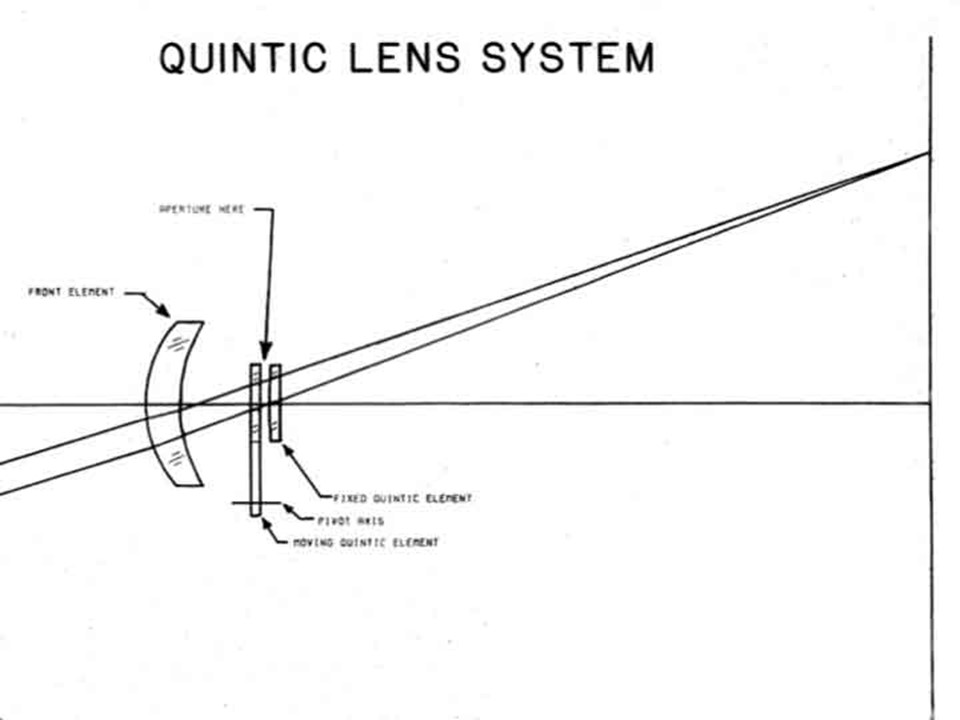 QUINTIC LENS SYSTEM
APERTURE HERE
FRONT ELEMENT
FIXED QUINTIC ELEMENT
PIVOT AXIS
MOVING QUINTIC ELEMENT